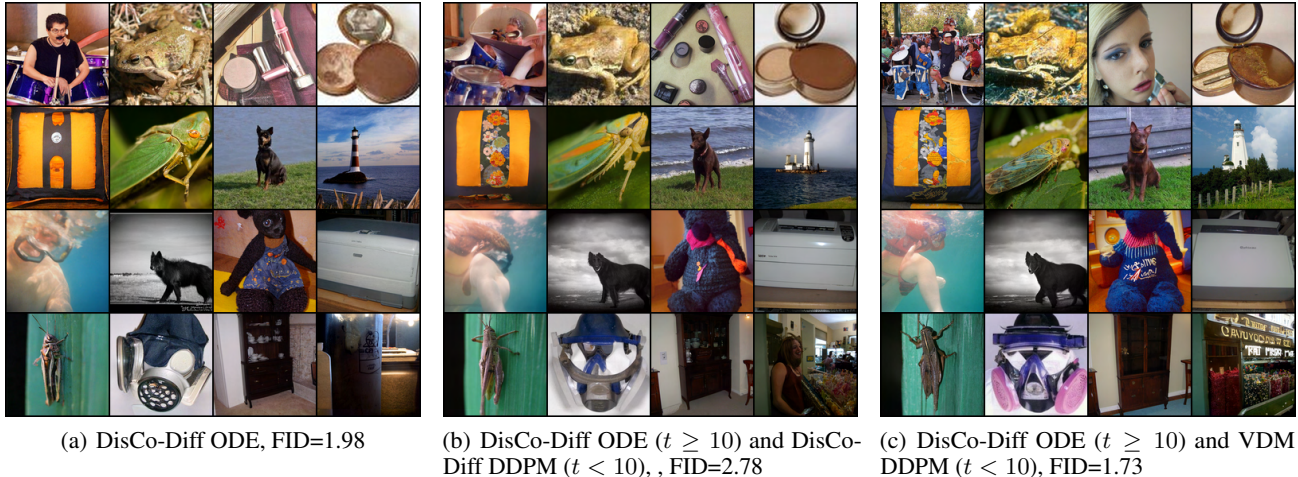 (a) DisCo-Diff ODE, FID=1.98
(b) DisCo-Diff ODE (t ≥ 10) and DisCo-
Diff DDPM (t < 10), , FID=2.78
(c) DisCo-Diff ODE (t ≥ 10) and VDM
DDPM (t < 10), FID=1.73